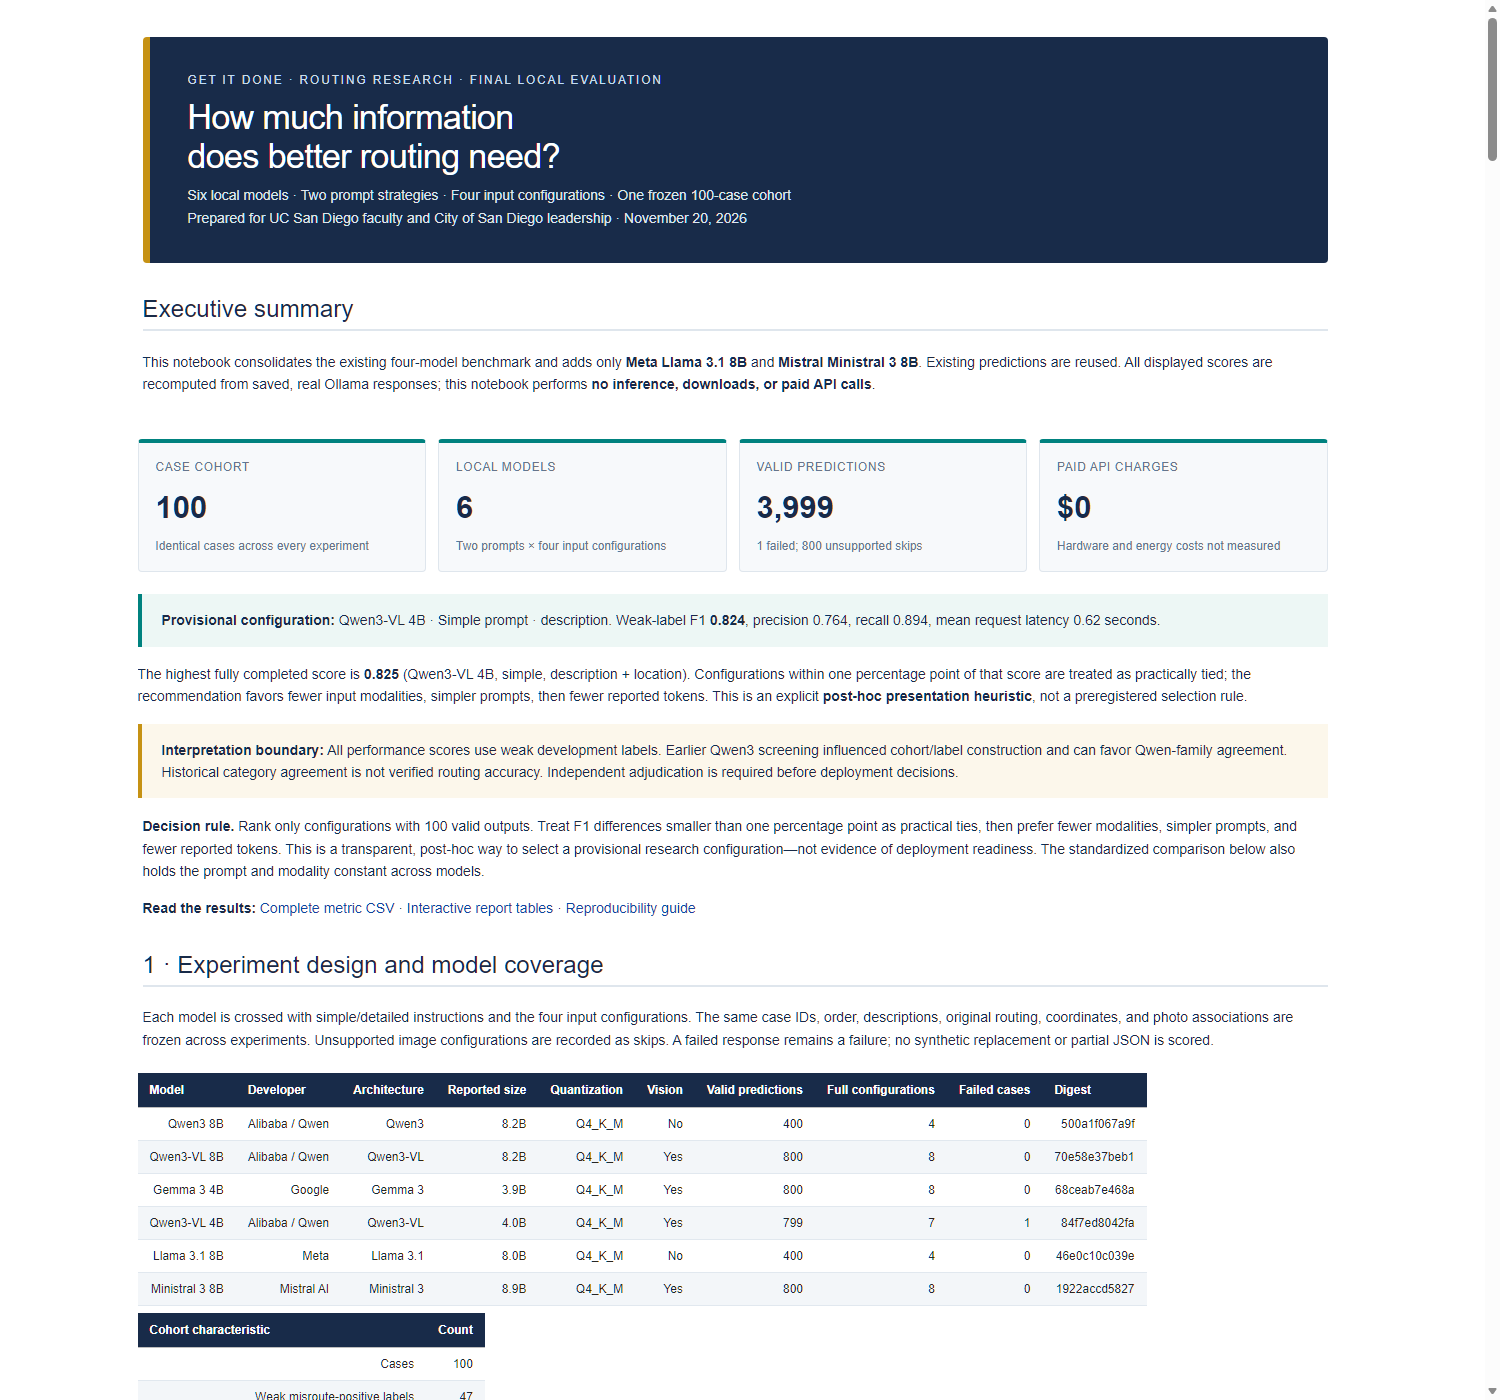 GET IT DONE · ROUTING RESEARCH · FINAL LOCAL EVALUATION
How much information
does better routing need?
Six local models · Two prompt strategies · Four input configurations · One frozen 100-case cohort
Prepared for UC San Diego faculty and City of San Diego leadership · November 20, 2026
Executive summary
This notebook consolidates the existing four-model benchmark and adds only Meta Llama 3.1 8B and Mistral Ministral 3 8B. Existing predictions are reused. All displayed scores are
recomputed from saved, real Ollama responses; this notebook performs no inference, downloads, or paid API calls.
CASE COHORT LOCAL MODELS VALID PREDICTIONS PAID API CHARGES
100 6 3,999 $0
Identical cases across every experiment Two prompts × four input configurations 1 failed; 800 unsupported skips Hardware and energy costs not measured
Provisional configuration: Qwen3-VL 4B · Simple prompt · description. Weak-label F1 0.824, precision 0.764, recall 0.894, mean request latency 0.62 seconds.
The highest fully completed score is 0.825 (Qwen3-VL 4B, simple, description + location). Configurations within one percentage point of that score are treated as practically tied; the
recommendation favors fewer input modalities, simpler prompts, then fewer reported tokens. This is an explicit post-hoc presentation heuristic, not a preregistered selection rule.
Interpretation boundary: All performance scores use weak development labels. Earlier Qwen3 screening influenced cohort/label construction and can favor Qwen-family agreement.
Historical category agreement is not verified routing accuracy. Independent adjudication is required before deployment decisions.
Decision rule. Rank only configurations with 100 valid outputs. Treat F1 differences smaller than one percentage point as practical ties, then prefer fewer modalities, simpler prompts, and
fewer reported tokens. This is a transparent, post-hoc way to select a provisional research configuration—not evidence of deployment readiness. The standardized comparison below also
holds the prompt and modality constant across models.
Read the results: Complete metric CSV · Interactive report tables · Reproducibility guide
1 · Experiment design and model coverage
Each model is crossed with simple/detailed instructions and the four input configurations. The same case IDs, order, descriptions, original routing, coordinates, and photo associations are
frozen across experiments. Unsupported image configurations are recorded as skips. A failed response remains a failure; no synthetic replacement or partial JSON is scored.
Model Developer Architecture Reported size Quantization Vision Valid predictions Full configurations Failed cases Digest
Qwen3 8B Alibaba / Qwen Qwen3 8.2B Q4_K_M No 400 4 0 500a1f067a9f
Qwen3-VL 8B Alibaba / Qwen Qwen3-VL 8.2B Q4_K_M Yes 800 8 0 70e58e37beb1
Gemma 3 4B Google Gemma 3 3.9B Q4_K_M Yes 800 8 0 68ceab7e468a
Qwen3-VL 4B Alibaba / Qwen Qwen3-VL 4.0B Q4_K_M Yes 799 7 1 84f7ed8042fa
Llama 3.1 8B Meta Llama 3.1 8.0B Q4_K_M No 400 4 0 46e0c10c039e
Ministral 3 8B Mistral AI Ministral 3 8.9B Q4_K_M Yes 800 8 0 1922accd5827
Cohort characteristic Count
Cases 100
Weak misroute-positive labels 47